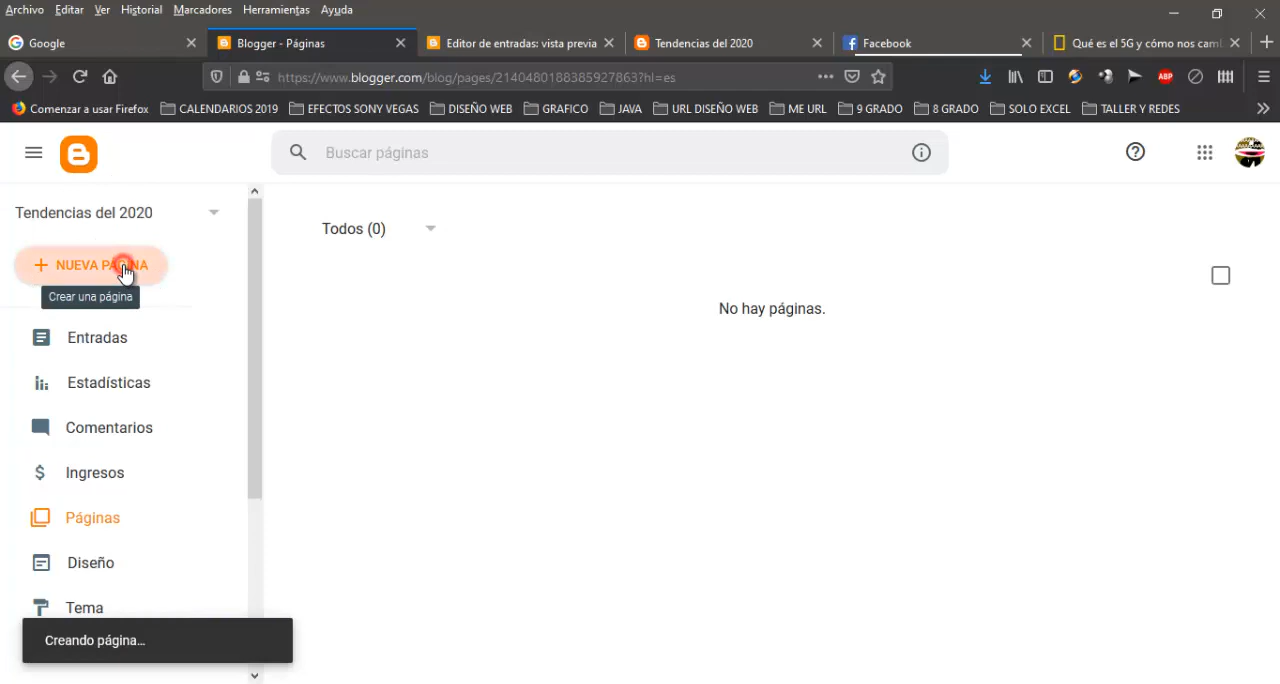 Archivo Editar Ver Historial Marcadores Herramientas Ayuda
Google
Blogger - Páginas
Editor de entradas: vista previa
Tendencias del 2020
Facebook
Qué es el 5G y cómo nos camb
https://www.blogger.com/blog/pages/2140480188385927863?hl=es
ABP
Comenzar a usar Firefox CALENDARIOS 2019 EFECTOS SONY VEGAS DISEÑO WEB GRAFICO JAVA URL DISEÑO WEB ME URL 9 GRADO 8 GRADO SOLO EXCEL TALLER Y REDES
Buscar páginas
Tendencias del 2020
Todos (0)
+ NUEVA PÁGINA
Crear una página
No hay páginas.
Entradas
Estadísticas
Comentarios
$ Ingresos
Páginas
Diseño
Tema
Creando página...